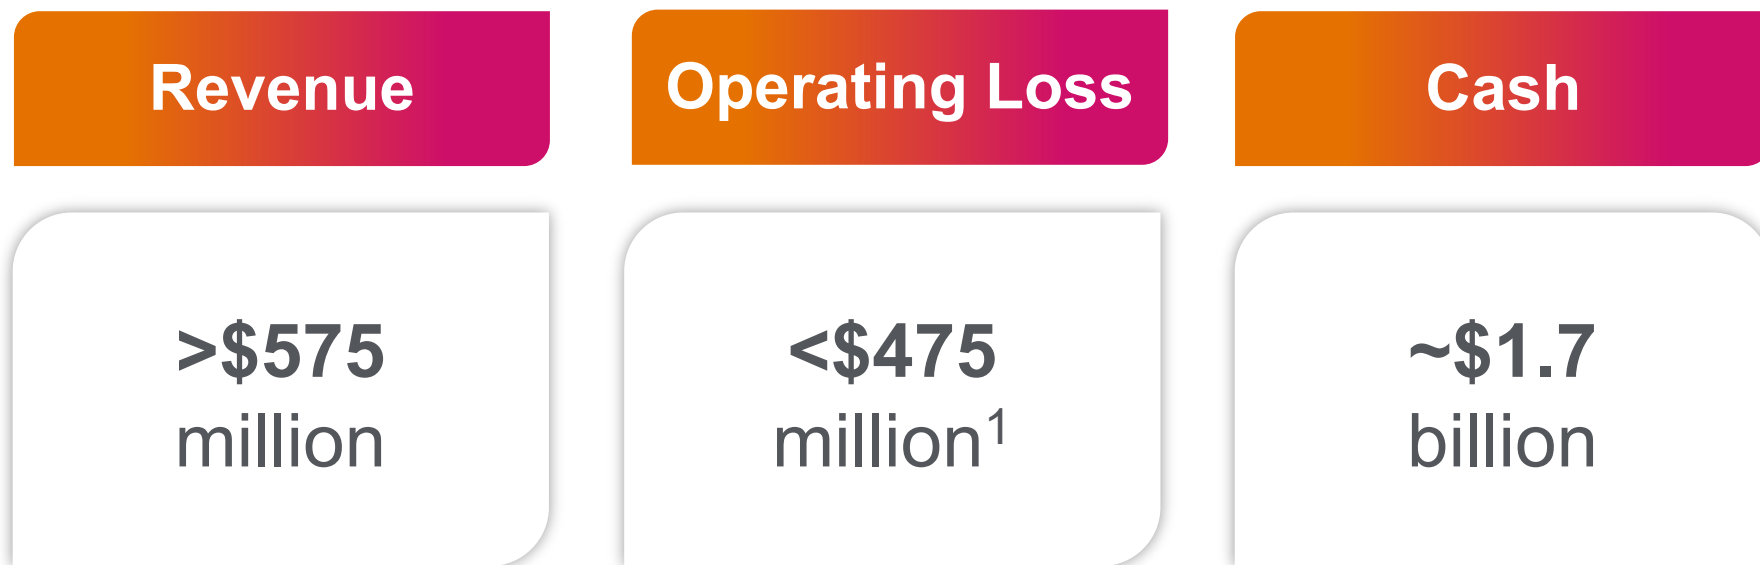 Revenue
Operating Loss
Cash
>$575
million
<$475
million¹
~$1.7
billion